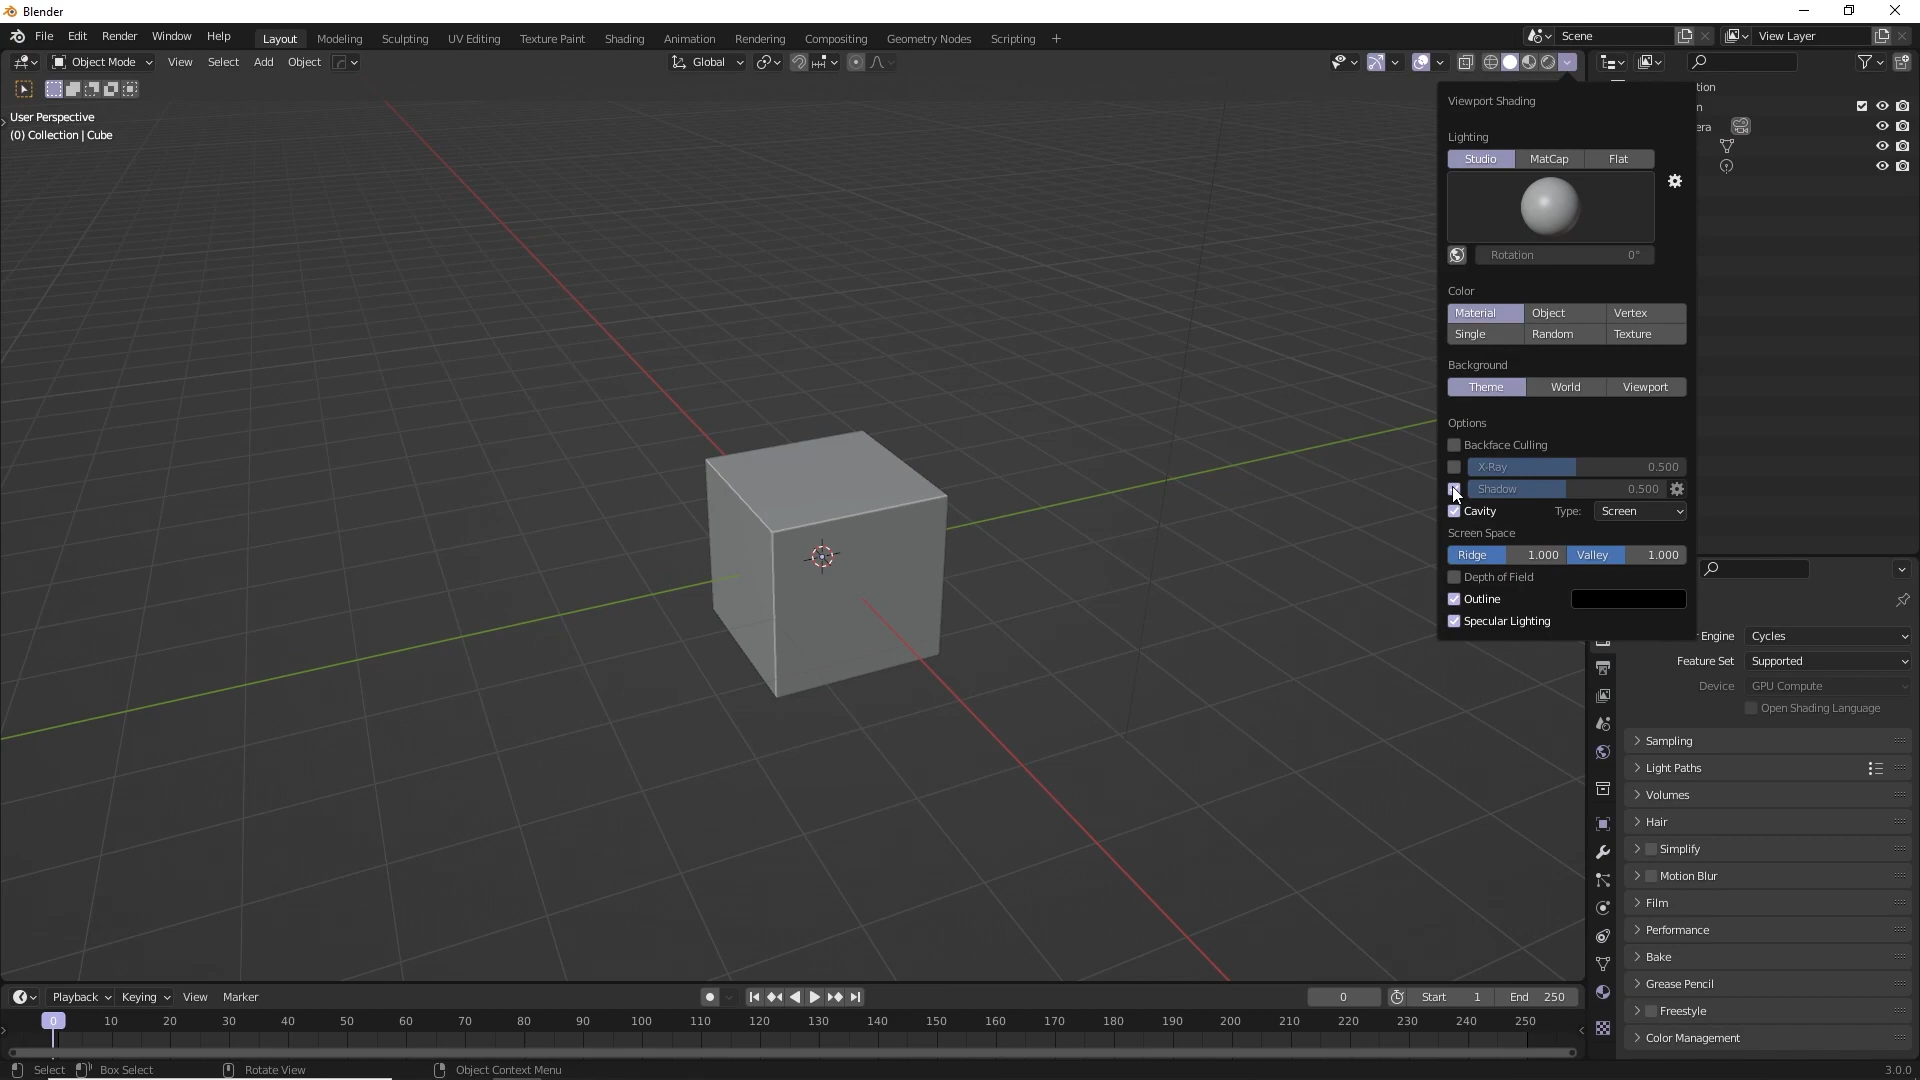 Blender
File Edit Render Window Help Layout Modeling Sculpting UV Editing Texture Paint Shading Animation Rendering Compositing Geometry Nodes Scripting + Scene View Layer
Object Mode View Select Add Object Global
User Perspective
(0) Collection | Cube
Viewport Shading
Lighting
Studio MatCap Flat
Rotation 0°
Color
Material Object Vertex
Single Random Texture
Background
Theme World Viewport
Options
Backface Culling
X-Ray 0.500
Shadow 0.500
Cavity Type: Screen
Screen Space
Ridge 1.000 Valley 1.000
Depth of Field
Outline
Specular Lighting
tion
n
era
Engine Cycles
Feature Set Supported
Device GPU Compute
Open Shading Language
Sampling
Light Paths
Volumes
Hair
Simplify
Motion Blur
Film
Performance
Bake
Grease Pencil
Freestyle
Color Management
Playback Keying View Marker 0 Start 1 End 250
0 10 20 30 40 50 60 70 80 90 100 110 120 130 140 150 160 170 180 190 200 210 220 230 240 250
Select Box Select Rotate View Object Context Menu 3.0.0